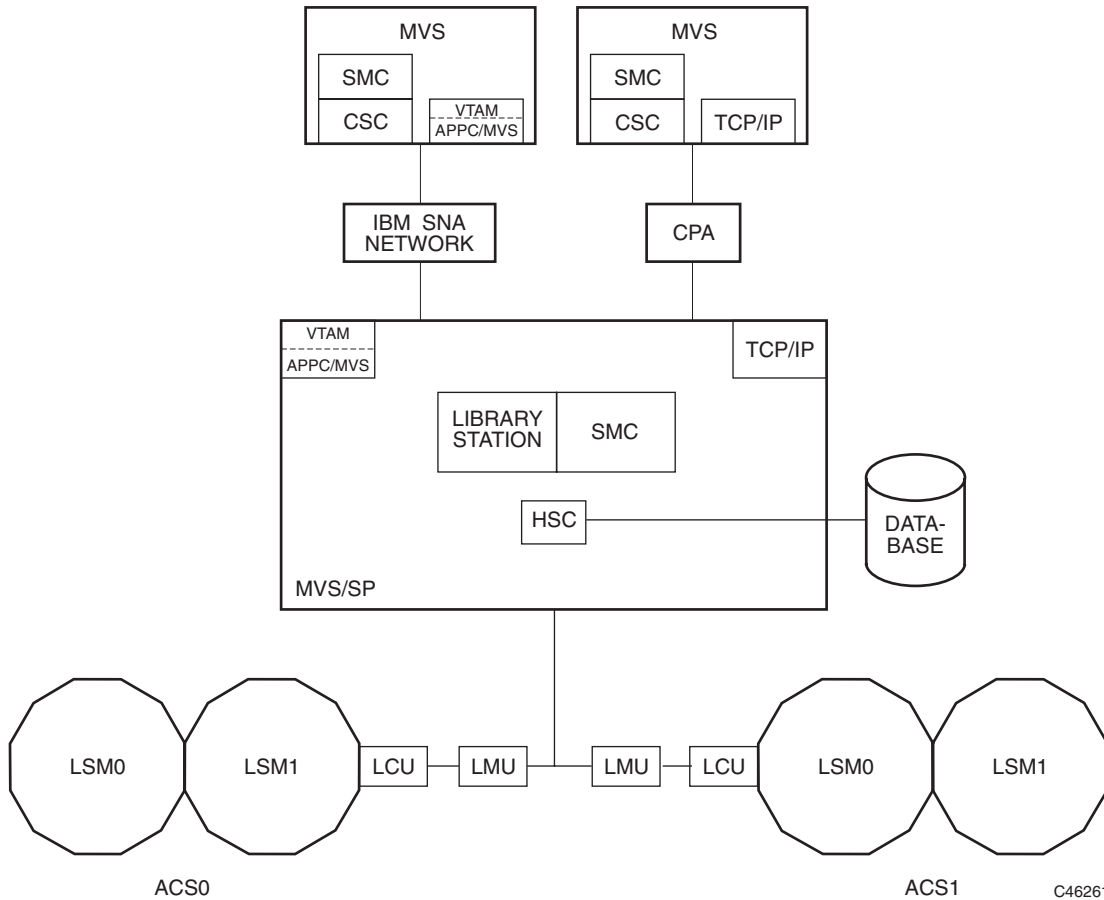 MVS
SMC
CSC
VTAM
APPC/MVS
MVS
SMC
CSC
TCP/IP
IBM SNA
NETWORK
CPA
VTAM
APPC/MVS
TCP/IP
LIBRARY
STATION
SMC
HSC
DATA-
BASE
MVS/SP
LSM0
LSM1
LCU
LMU
LMU
LCU
LSM0
LSM1
ACS0
ACS1
C46261